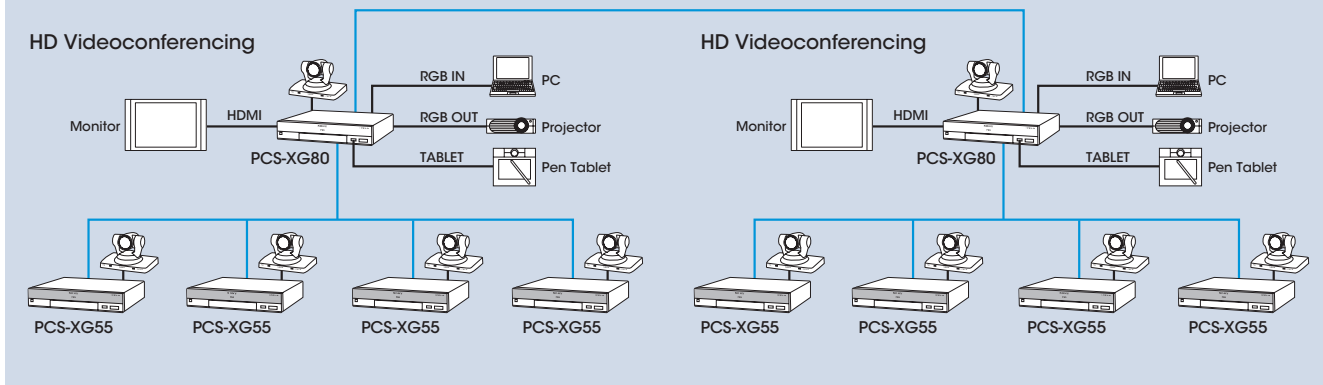 HD Videoconferencing
RGB IN
PC
Monitor
HDMI
RGB OUT
Projector
PCS-XG80
TABLET
Pen Tablet
PCS-XG55
PCS-XG55
PCS-XG55
PCS-XG55
HD Videoconferencing
RGB IN
PC
Monitor
HDMI
RGB OUT
Projector
PCS-XG80
TABLET
Pen Tablet
PCS-XG55
PCS-XG55
PCS-XG55
PCS-XG55